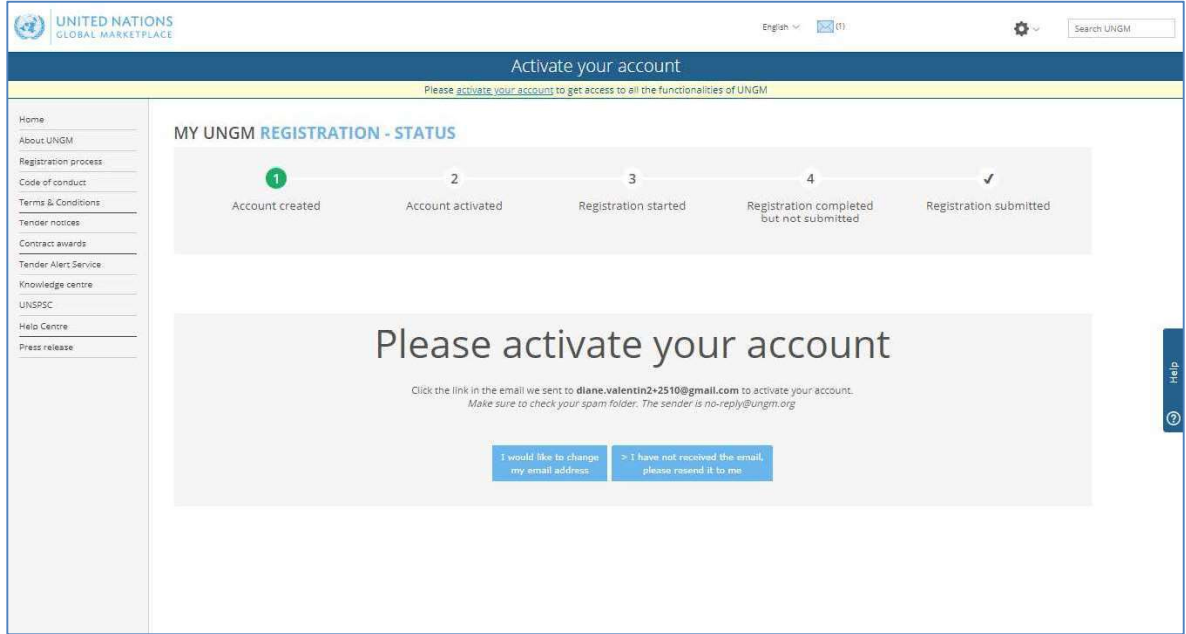 UNITED NATIONS
GLOBAL MARKETPLACE
English
(1)
Search UNGM
Activate your account
Please activate your account to get access to all the functionalities of UNGM
Home
About UNGM
Registration process
Code of conduct
Terms & Conditions
Tender notices
Contract awards
Tender Alert Service
Knowledge centre
UNSPSC
Help Centre
Press release
MY UNGM REGISTRATION - STATUS
1
2
3
4
✓
Account created
Account activated
Registration started
Registration completed
but not submitted
Registration submitted
Please activate your account
Click the link in the email we sent to diane.valentin2+2510@gmail.com to activate your account.
Make sure to check your spam folder. The sender is no-reply@ungm.org
I would like to change
my email address
> I have not received the email,
please resend it to me
Help
?